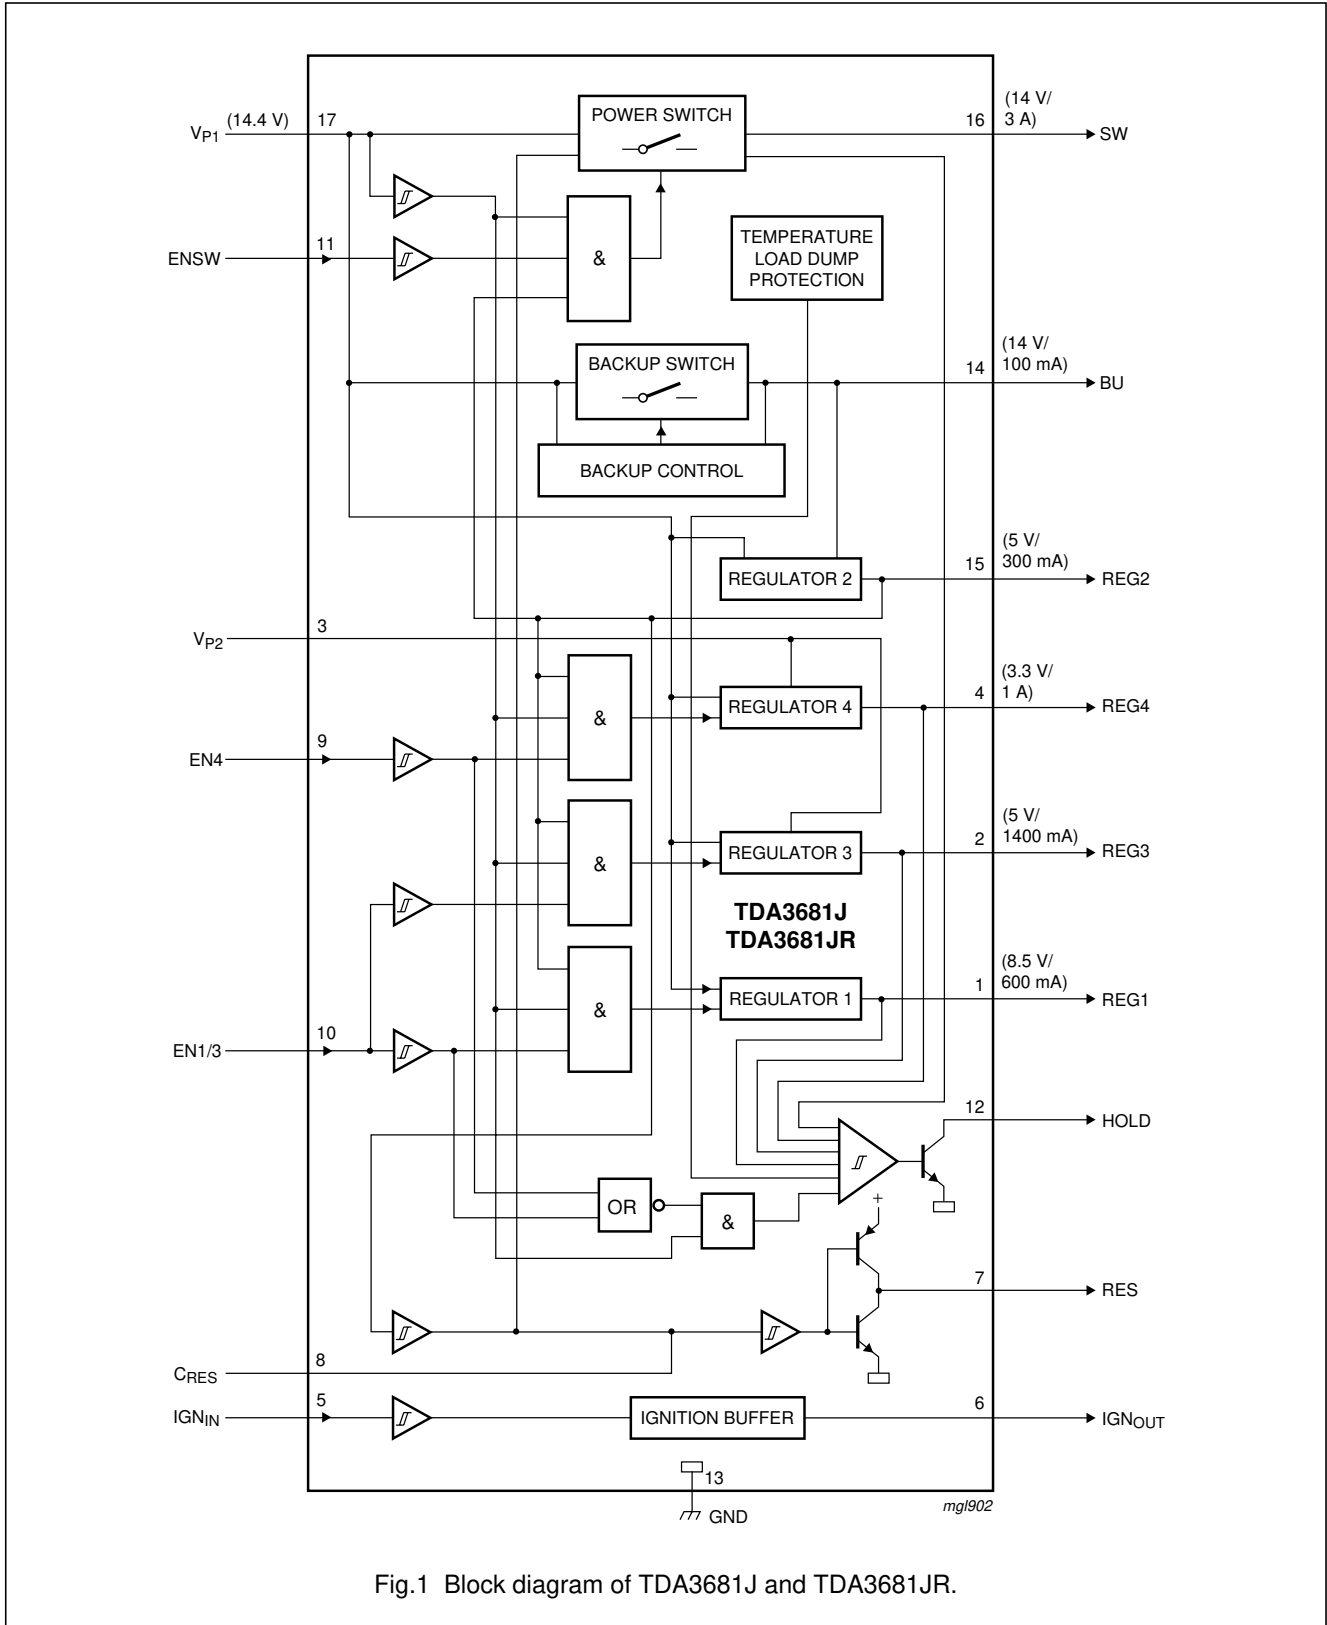 (14.4 V)
17
VP1
POWER SWITCH
16
(14 V/
3 A)
SW
11
ENSW
&
TEMPERATURE
LOAD DUMP
PROTECTION
BACKUP SWITCH
14
(14 V/
100 mA)
BU
BACKUP CONTROL
REGULATOR 2
15
(5 V/
300 mA)
REG2
3
VP2
&
REGULATOR 4
4
(3.3 V/
1 A)
REG4
9
EN4
&
REGULATOR 3
2
(5 V/
1400 mA)
REG3
TDA3681J
TDA3681JR
&
REGULATOR 1
1
(8.5 V/
600 mA)
REG1
10
EN1/3
12
HOLD
OR
&
+
7
RES
8
CRES
5
IGNIN
IGNITION BUFFER
6
IGNOUT
13
GND
mgl902
Fig.1 Block diagram of TDA3681J and TDA3681JR.